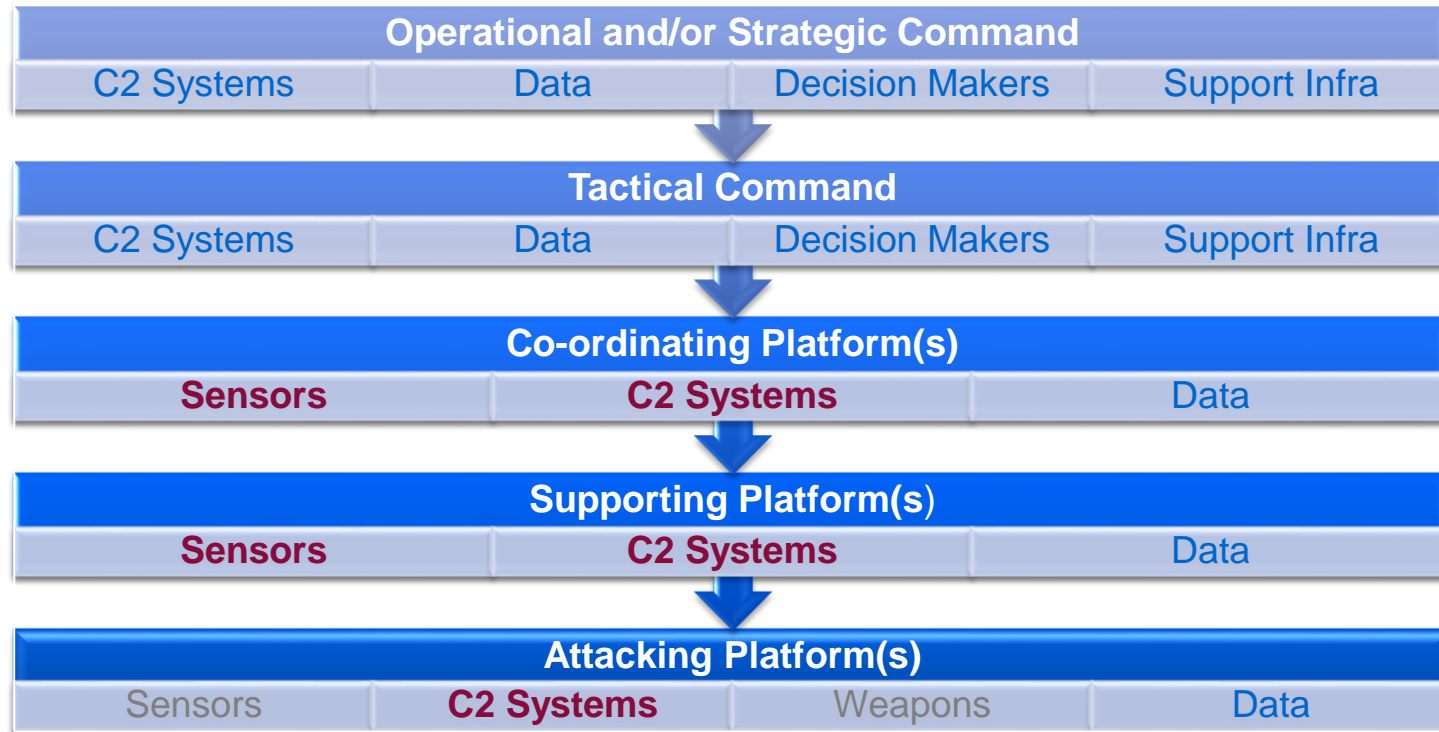 Operational and/or Strategic Command
C2 Systems Data Decision Makers Support Infra
Tactical Command
C2 Systems Data Decision Makers Support Infra
Co-ordinating Platform(s)
Sensors C2 Systems Data
Supporting Platform(s)
Sensors C2 Systems Data
Attacking Platform(s)
Sensors C2 Systems Weapons Data